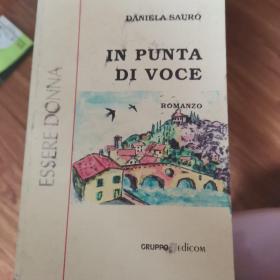 DANIELA SAURO
IN PUNTA
DI VOCE
ROMANZO
ESSERE DONNA
GRUPPO EDICOM